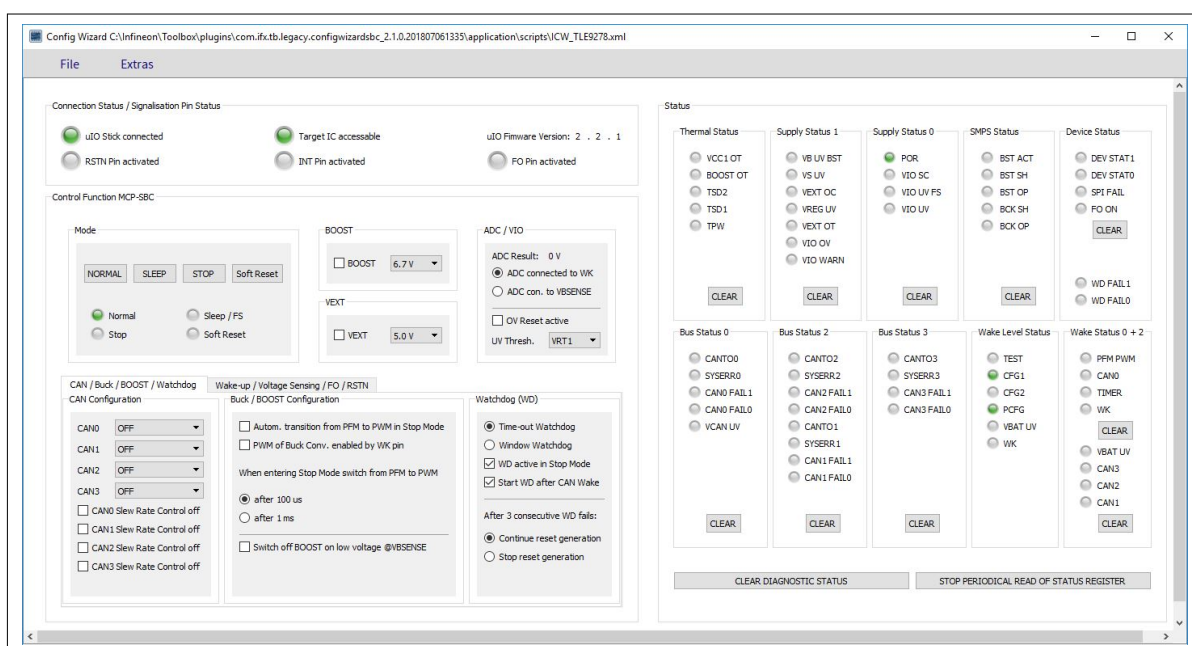 Config Wizard C:\Infineon\Toolbox\plugins\com.ifx.tb.legacy.configwizardsbc_2.1.0.201807061335\application\scripts\ICW_TLE9278.xml
File Extras
Connection Status / Signalisation Pin Status
uIO Stick connected
Target IC accessable
uIO Fimware Version: 2 . 2 . 1
RSTN Pin activated
INT Pin activated
FO Pin activated
Control Function MCP-SBC
Mode
NORMAL SLEEP STOP Soft Reset
Normal Sleep / FS
Stop Soft Reset
BOOST
BOOST 6.7 V
VEXT
VEXT 5.0 V
ADC / VIO
ADC Result: 0 V
ADC connected to WK
ADC con. to VBSENSE
OV Reset active
UV Thresh. VRT1
CAN / Buck / BOOST / Watchdog
Wake-up / Voltage Sensing / FO / RSTN
CAN Configuration
CAN0 OFF
CAN1 OFF
CAN2 OFF
CAN3 OFF
CAN0 Slew Rate Control off
CAN1 Slew Rate Control off
CAN2 Slew Rate Control off
CAN3 Slew Rate Control off
Buck / BOOST Configuration
Autom. transition from PFM to PWM in Stop Mode
PWM of Buck Conv. enabled by WK pin
When entering Stop Mode switch from PFM to PWM
after 100 us
after 1 ms
Switch off BOOST on low voltage @VBSENSE
Watchdog (WD)
Time-out Watchdog
Window Watchdog
WD active in Stop Mode
Start WD after CAN Wake
After 3 consecutive WD fails:
Continue reset generation
Stop reset generation
Status
Thermal Status
VCC1 OT
BOOST OT
TSD2
TSD1
TPW
CLEAR
Supply Status 1
VB UV BST
VS UV
VEXT OC
VREG UV
VEXT OT
VIO OV
VIO WARN
CLEAR
Supply Status 0
POR
VIO SC
VIO UV FS
VIO UV
CLEAR
SMPS Status
BST ACT
BST SH
BST OP
BCK SH
BCK OP
CLEAR
Device Status
DEV STAT1
DEV STAT0
SPI FAIL
FO ON
CLEAR
WD FAIL1
WD FAIL0
Bus Status 0
CANTO0
SYSERR0
CAN0 FAIL1
CAN0 FAIL0
VCAN UV
CLEAR
Bus Status 2
CANTO2
SYSERR2
CAN2 FAIL1
CAN2 FAIL0
CANTO1
SYSERR1
CAN1 FAIL1
CAN1 FAIL0
CLEAR
Bus Status 3
CANTO3
SYSERR3
CAN3 FAIL1
CAN3 FAIL0
CLEAR
Wake Level Status
TEST
CFG1
CFG2
PCFG
VBAT UV
WK
Wake Status 0 + 2
PFM PWM
CAN0
TIMER
WK
CLEAR
VBAT UV
CAN3
CAN2
CAN1
CLEAR
CLEAR DIAGNOSTIC STATUS
STOP PERIODICAL READ OF STATUS REGISTER